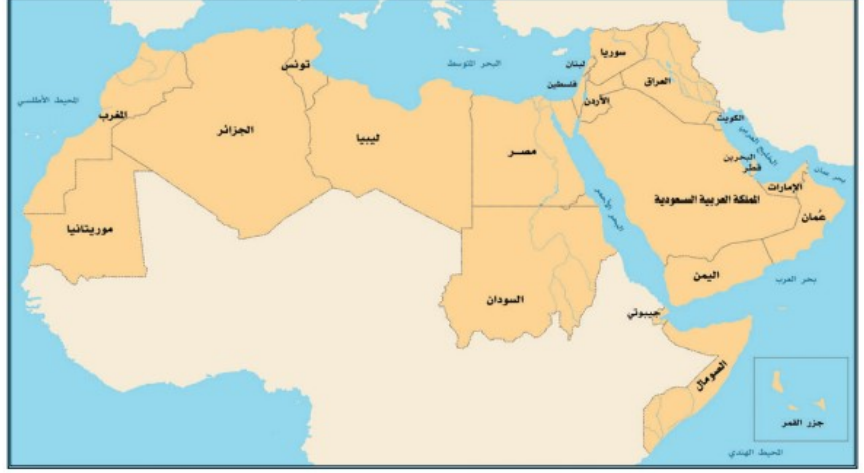 سوريا
لبنان
تونس
البحر المتوسط
العراق
فلسطين
الأردن
المحيط الأطلسي
المغرب
الكويت
الجزائر
ليبيا
مصر
الخليج العربي
البحرين
قطر
بحر عمان
الإمارات
المملكة العربية السعودية
البحر الأحمر
عُمان
موريتانيا
اليمن
بحر العرب
السودان
جيبوتي
الصومال
جزر القمر
المحيط الهندي